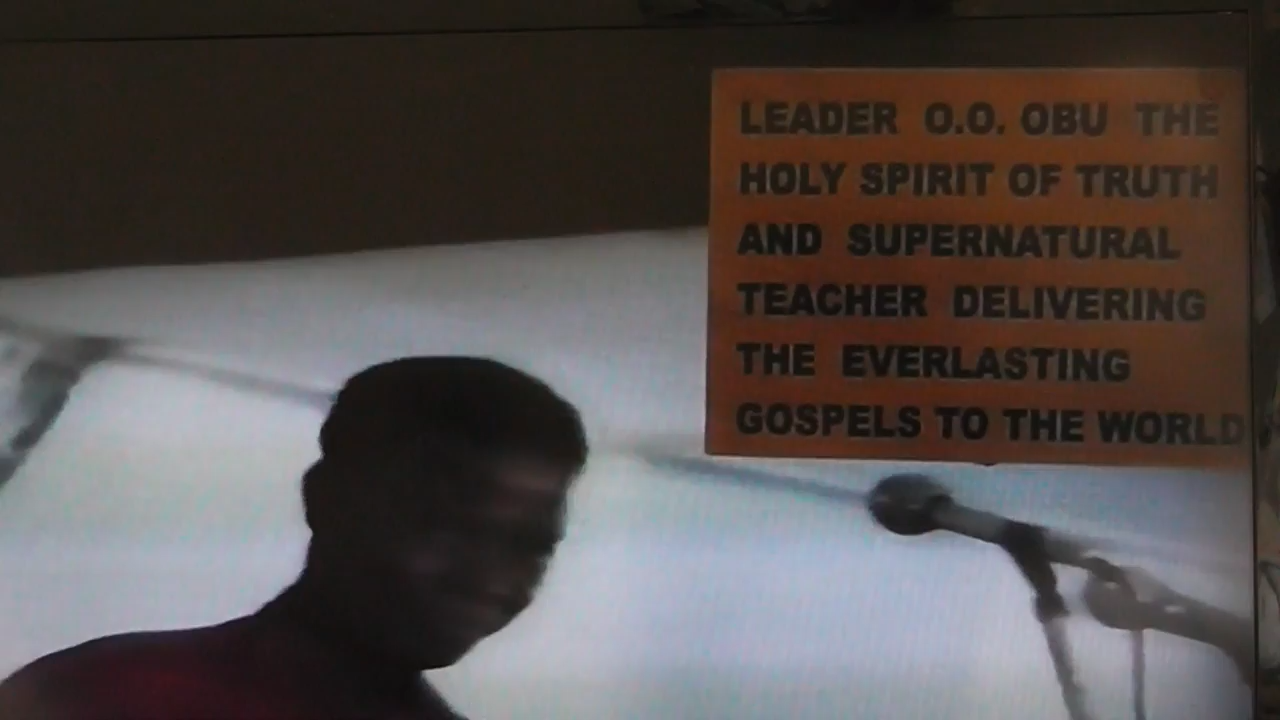 LEADER O.O. OBU THE
HOLY SPIRIT OF TRUTH
AND SUPERNATURAL
TEACHER DELIVERING
THE EVERLASTING
GOSPELS TO THE WORLD